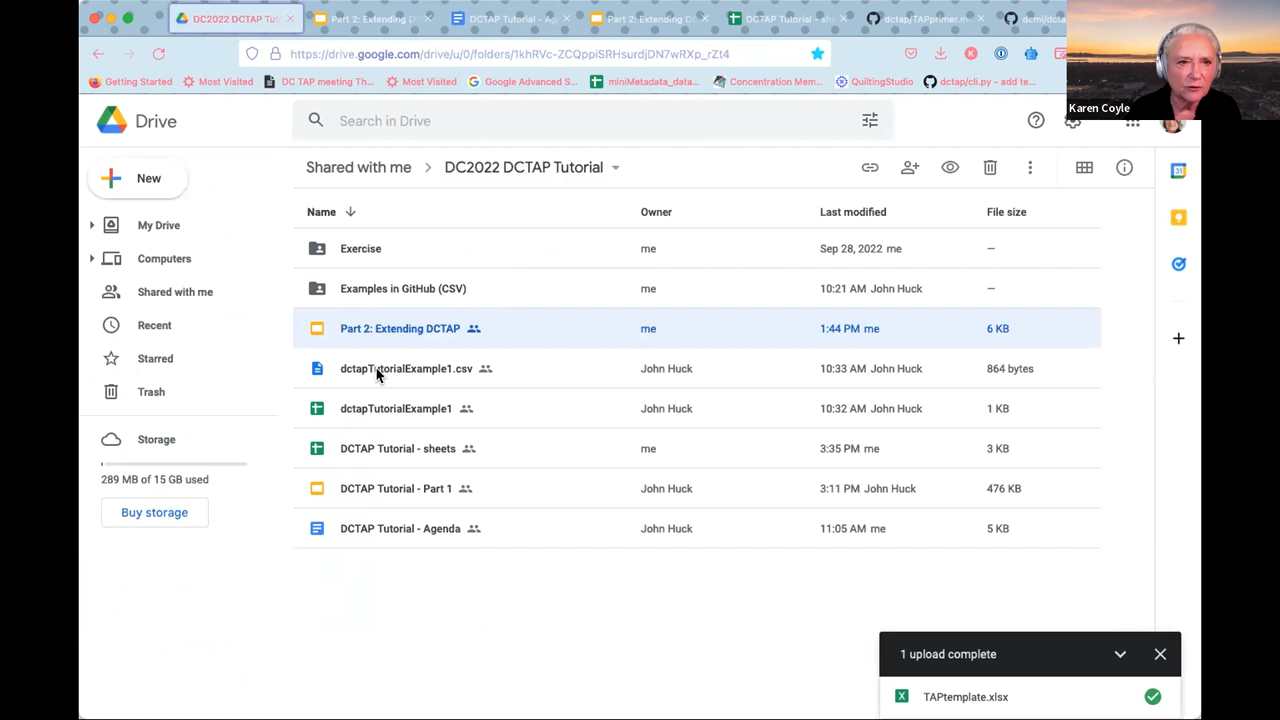 DC2022 DCTAP Tutorial
Part 2: Extending D
DCTAP Tutorial - Ag
Part 2: Extending D
DCTAP Tutorial - she
dctap/TAPprimer.m
dcmi/dctap
https://drive.google.com/drive/u/0/folders/1khRVc-ZCQppiSRHsurdjDN7wRXp_rZt4
Getting Started
Most Visited
DC TAP meeting Th...
Most Visited
Google Advanced S...
miniMetadata_data...
Concentration Mem...
QuiltingStudio
dctap/cli.py - add te...
Karen Coyle
Drive
Search in Drive
New
Shared with me > DC2022 DCTAP Tutorial
My Drive
Computers
Shared with me
Recent
Starred
Trash
Storage
289 MB of 15 GB used
Buy storage
Name Owner Last modified File size
Exercise me Sep 28, 2022 me —
Examples in GitHub (CSV) me 10:21 AM John Huck —
Part 2: Extending DCTAP me 1:44 PM me 6 KB
dctapTutorialExample1.csv John Huck 10:33 AM John Huck 864 bytes
dctapTutorialExample1 John Huck 10:32 AM John Huck 1 KB
DCTAP Tutorial - sheets me 3:35 PM me 3 KB
DCTAP Tutorial - Part 1 John Huck 3:11 PM John Huck 476 KB
DCTAP Tutorial - Agenda John Huck 11:05 AM me 5 KB
31
1 upload complete
TAPtemplate.xlsx